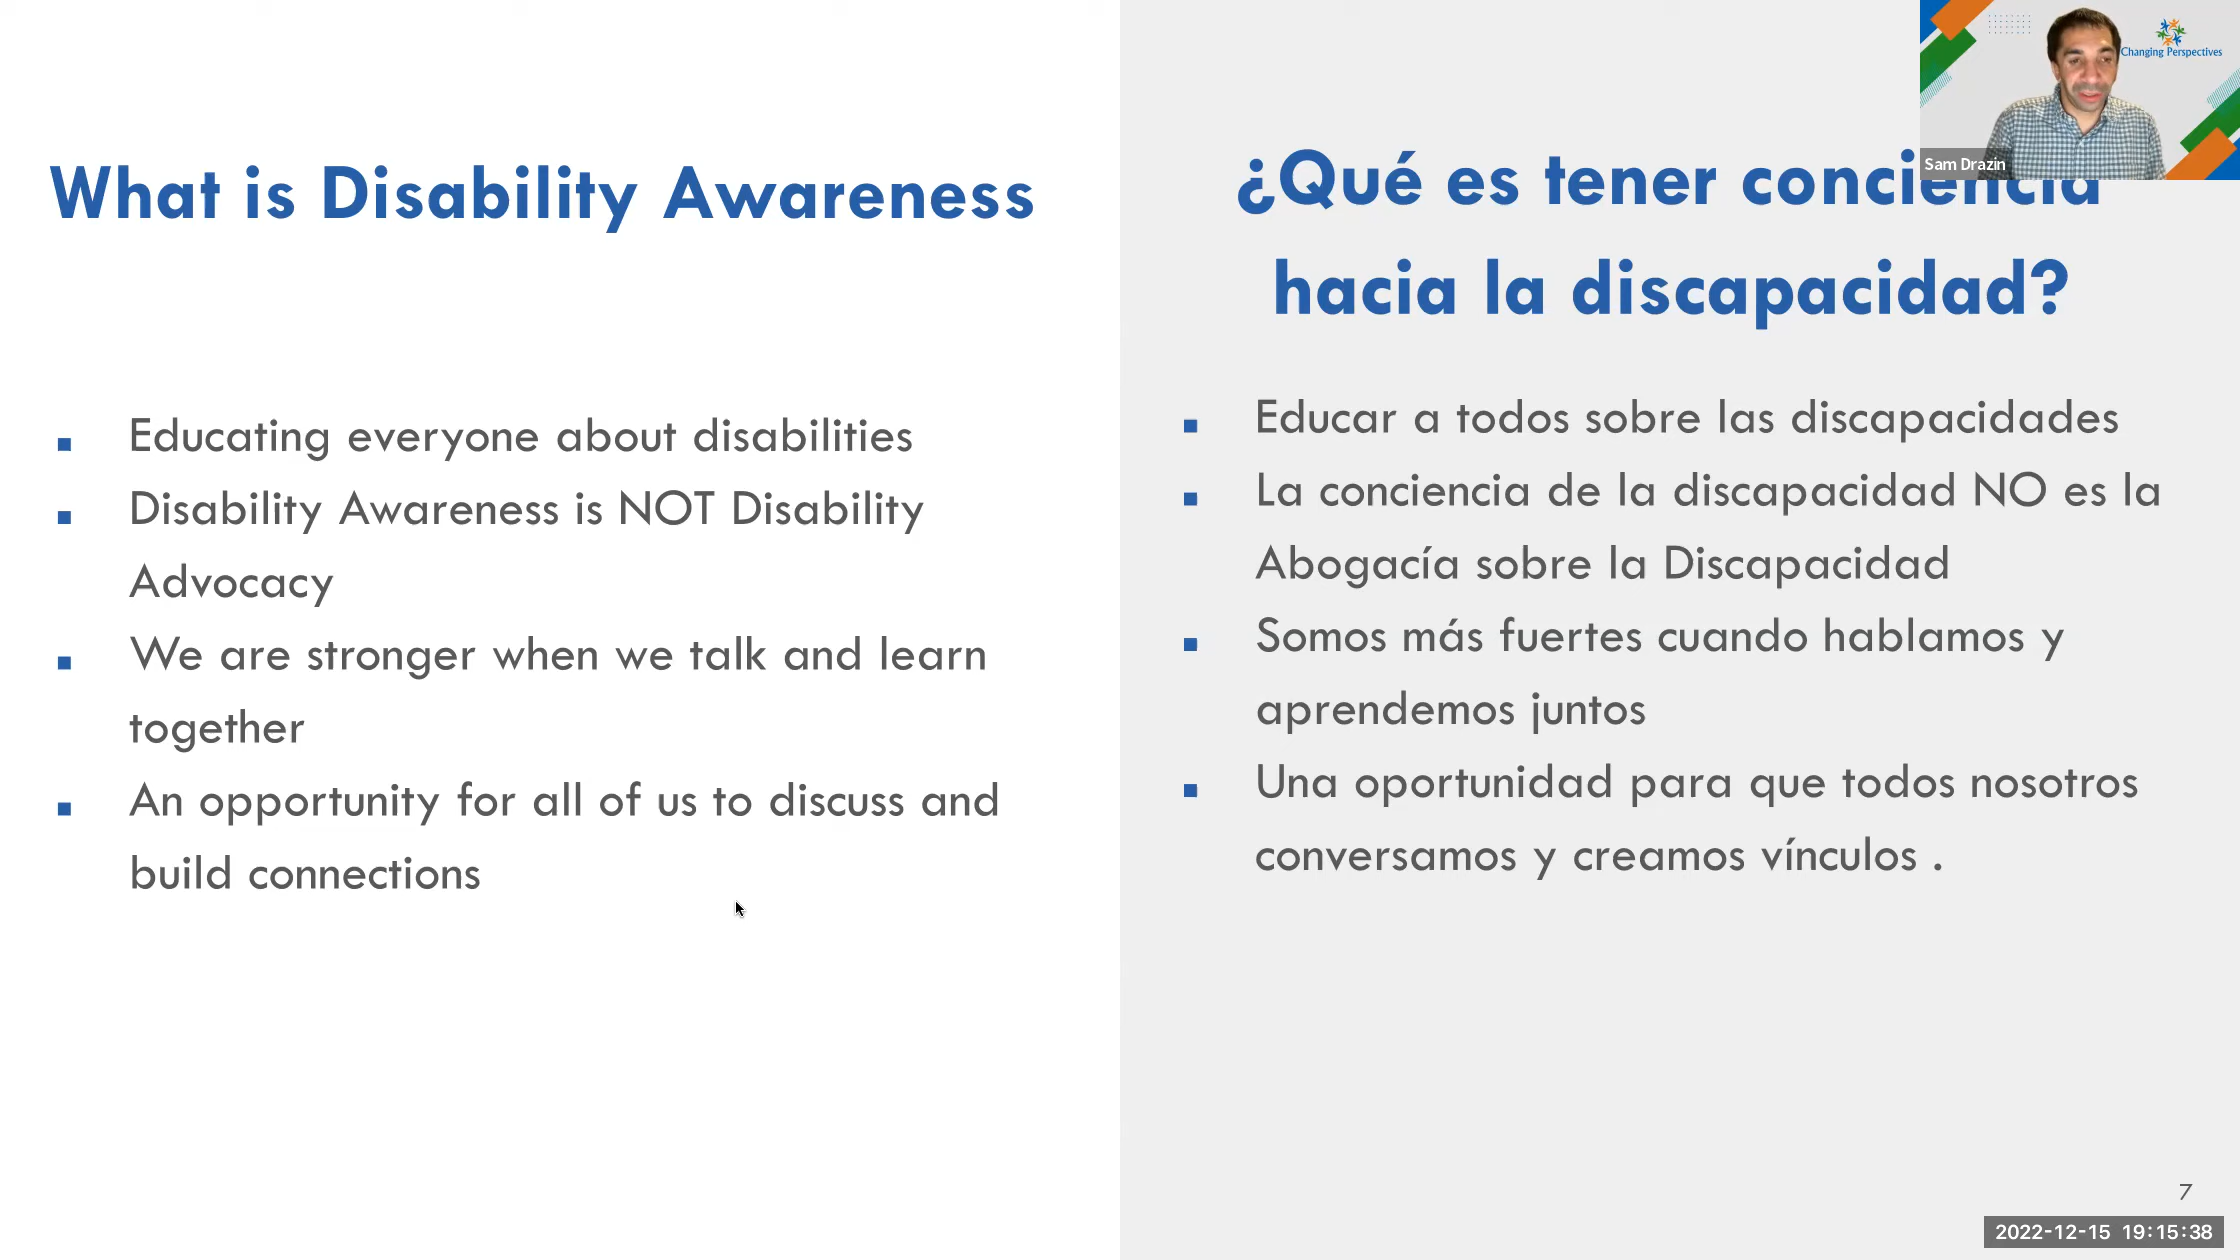 What is Disability Awareness
▪ Educating everyone about disabilities
▪ Disability Awareness is NOT Disability
Advocacy
▪ We are stronger when we talk and learn
together
▪ An opportunity for all of us to discuss and
build connections
¿Qué es tener conciencia
hacia la discapacidad?
▪ Educar a todos sobre las discapacidades
▪ La conciencia de la discapacidad NO es la
Abogacía sobre la Discapacidad
▪ Somos más fuertes cuando hablamos y
aprendemos juntos
▪ Una oportunidad para que todos nosotros
conversamos y creamos vínculos .
Changing Perspectives
Sam Drazin
7
2022-12-15 19:15:38